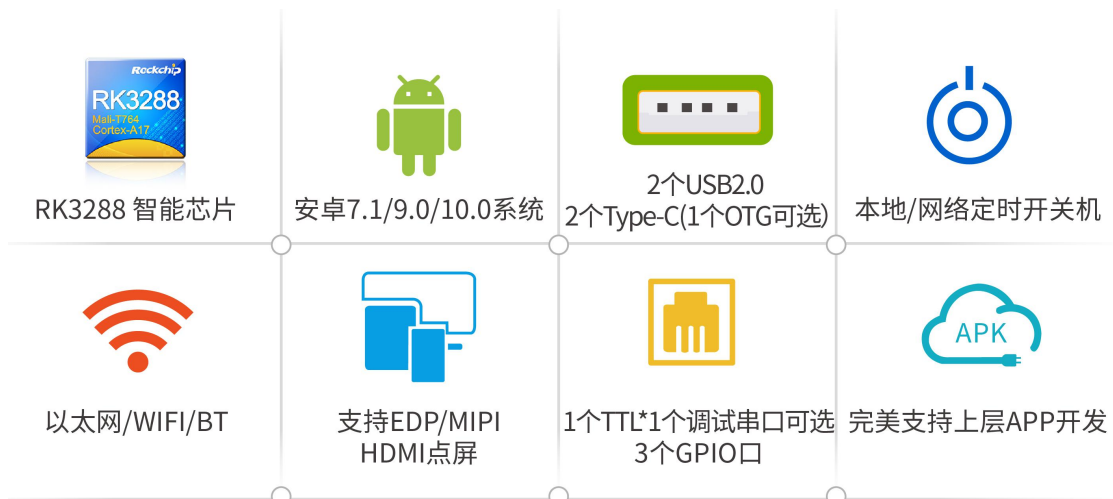 Rockchip
RK3288
Mali-T764
Cortex-A17
RK3288 智能芯片
安卓7.1/9.0/10.0系统
2个USB2.0
2个Type-C(1个OTG可选)
本地/网络定时开关机
以太网/WIFI/BT
支持EDP/MIPI
HDMI点屏
1个TTL*1个调试串口可选
3个GPIO口
APK
完美支持上层APP开发